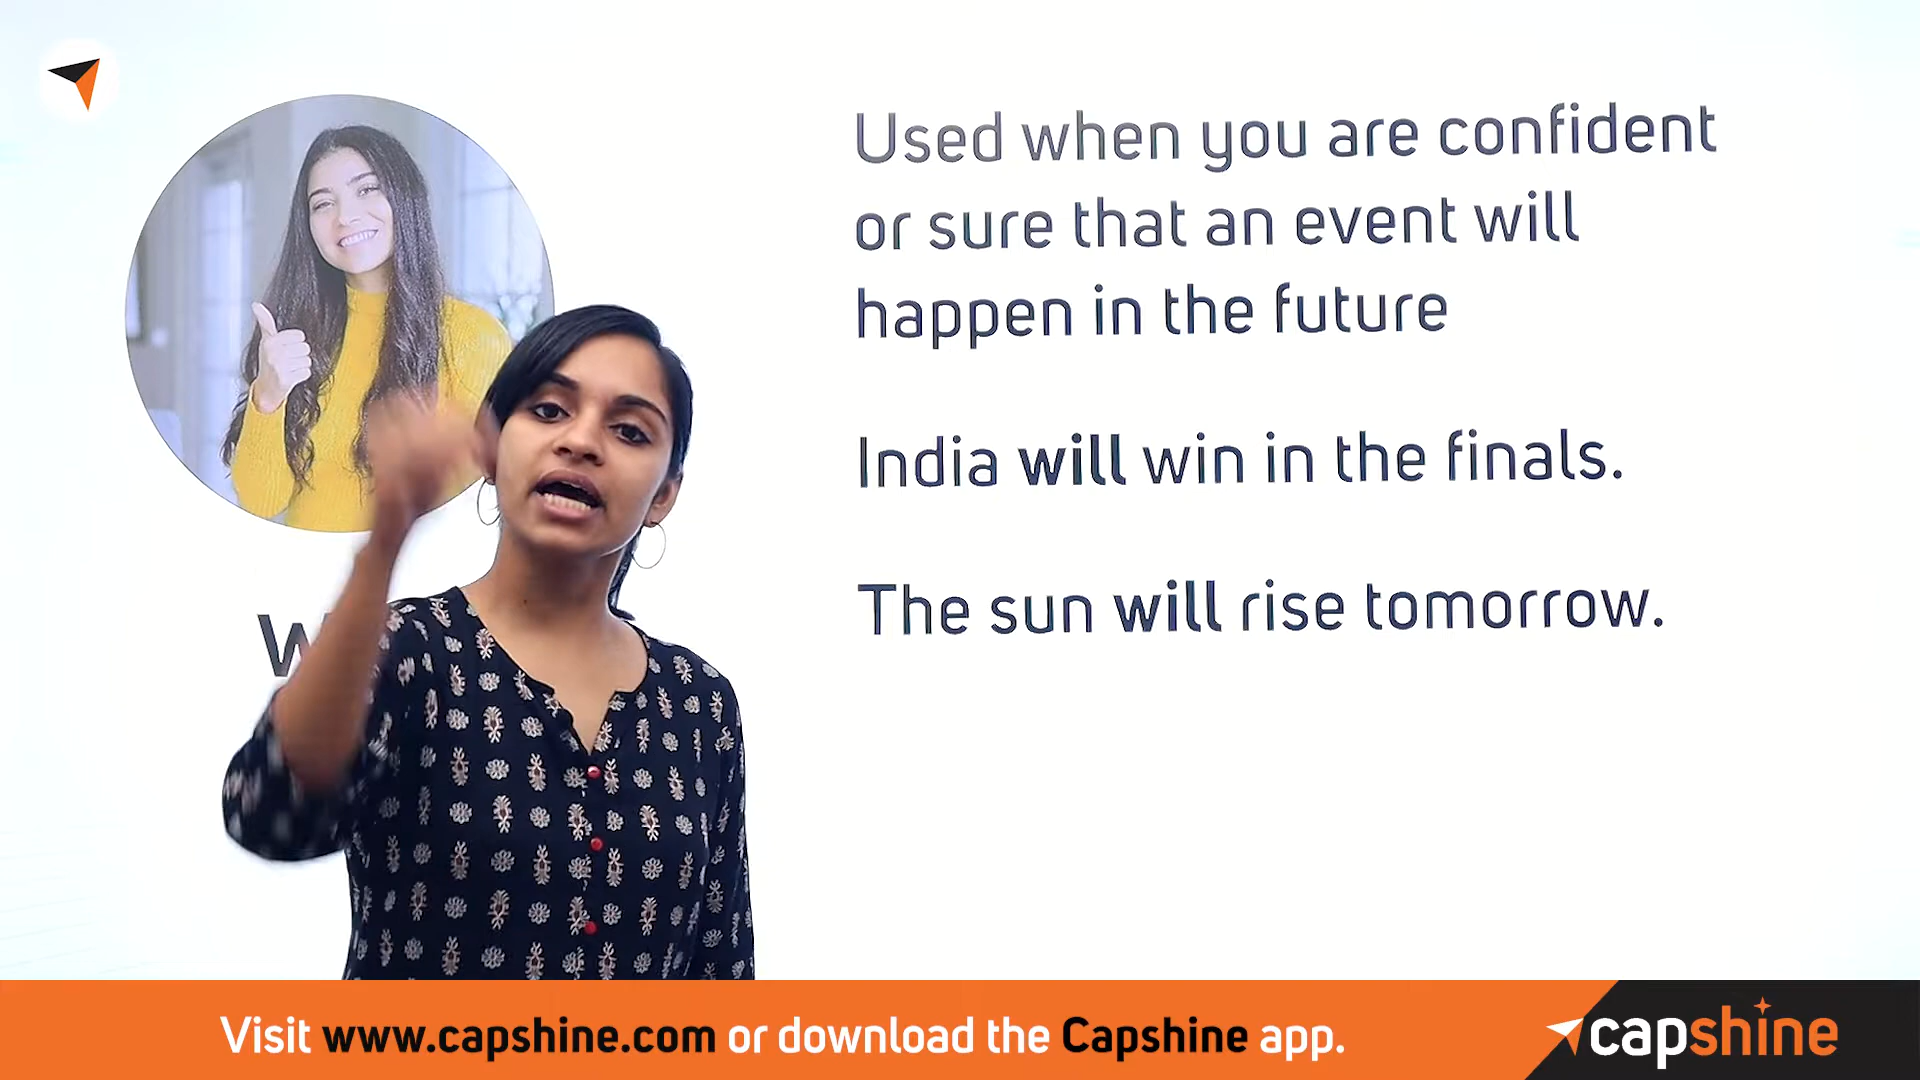 Used when you are confident
or sure that an event will
happen in the future
India will win in the finals.
The sun will rise tomorrow.
Visit www.capshine.com or download the Capshine app.
capshine